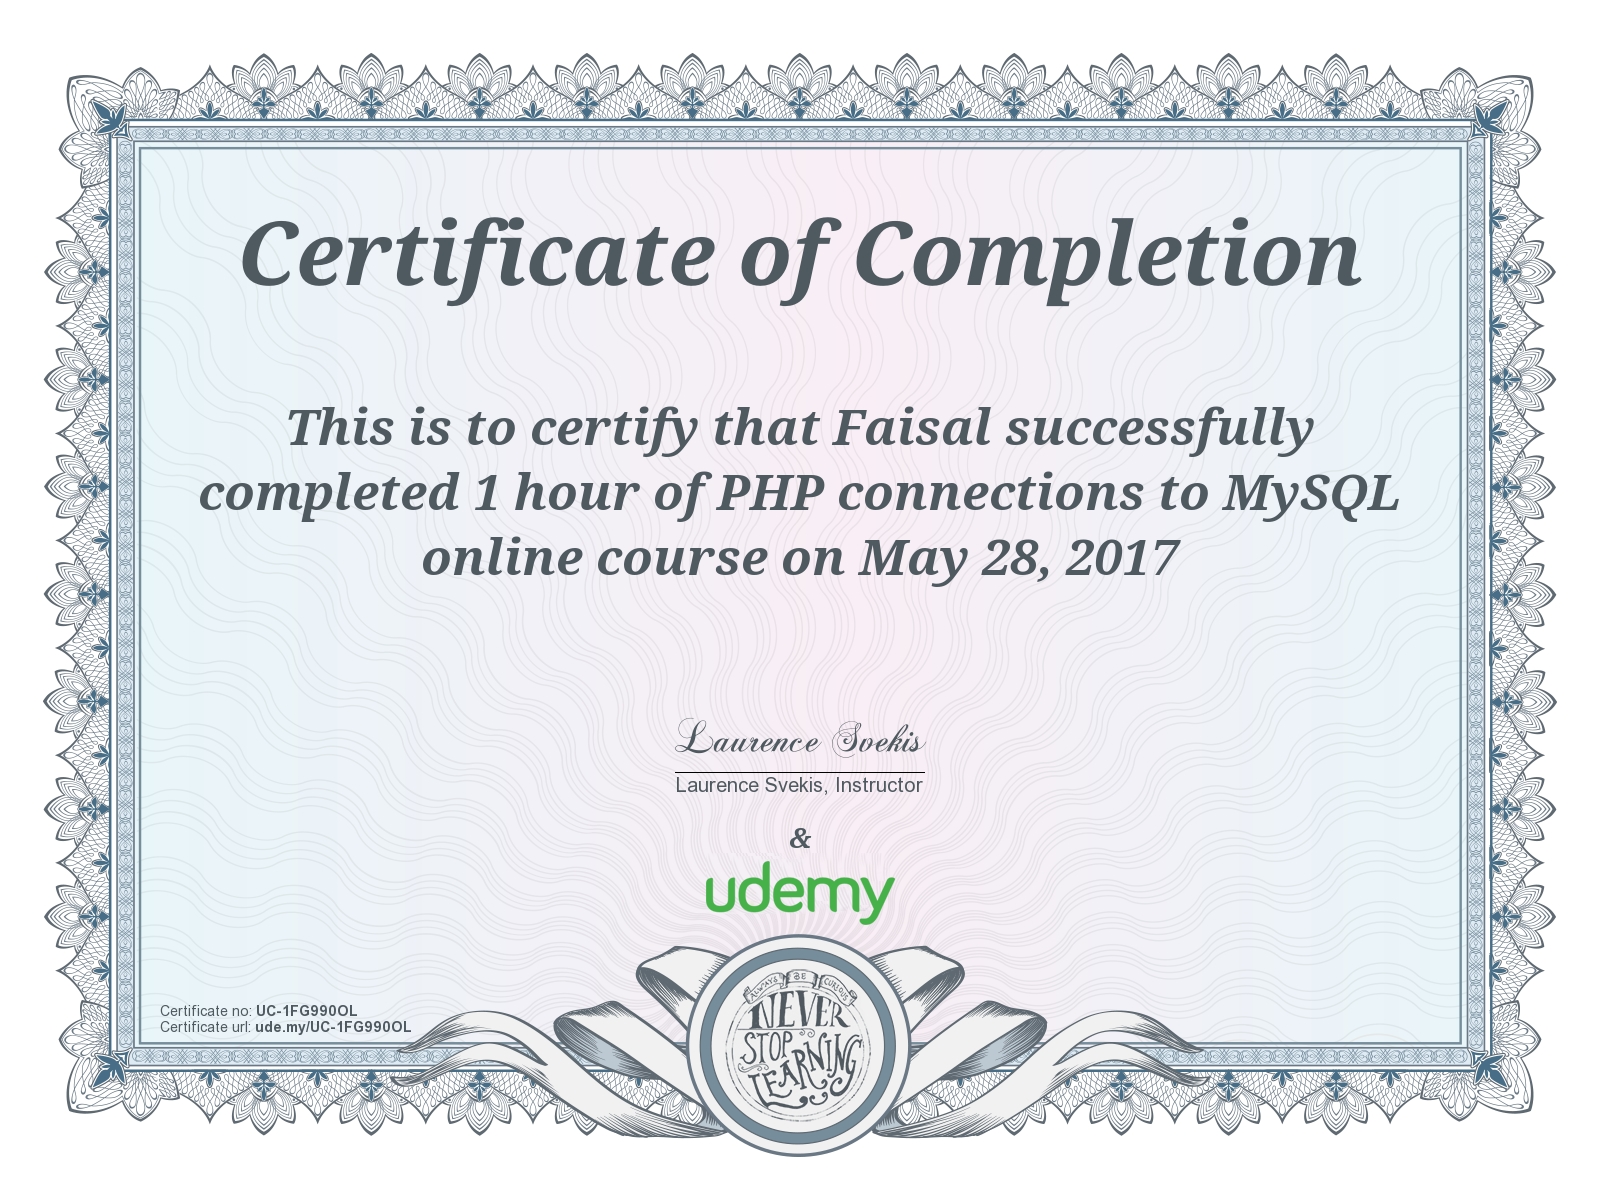 Certificate of Completion
This is to certify that Faisal successfully
completed 1 hour of PHP connections to MySQL
online course on May 28, 2017
Laurence Svekis
Laurence Svekis, Instructor
&
udemy
Certificate no: UC-1FG990OL
Certificate url: ude.my/UC-1FG990OL
ALWAYS BE CURIOUS
NEVER
STOP
LEARNING